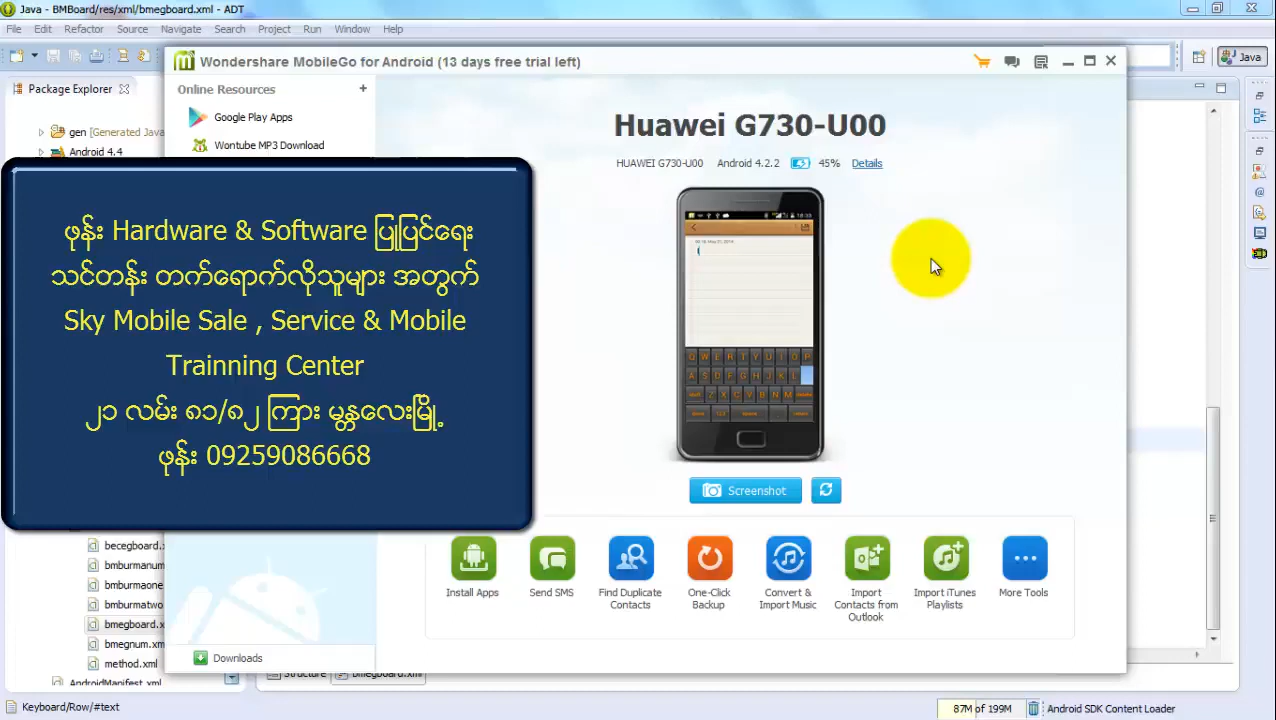 Java - BMBoard/res/xml/bmegboard.xml - ADT
File Edit Refactor Source Navigate Search Project Run Window Help
Java
Package Explorer
gen [Generated Java
Android 4.4
Wondershare MobileGo for Android (13 days free trial left)
Online Resources +
Google Play Apps
Wontube MP3 Download
Huawei G730-U00
HUAWEI G730-U00 Android 4.2.2 45% Details
ဖုန်း Hardware & Software ပြုပြင်ရေး
သင်တန်း တက်ရောက်လိုသူများ အတွက်
Sky Mobile Sale , Service & Mobile
Trainning Center
၂၁ လမ်း ၈၁/၈၂ ကြား မန္တလေးမြို့
ဖုန်း 09259086668
Q W E R T Y U I O P
A S D F G H J K L
Z X C V B N M
123
Screenshot
Install Apps
Send SMS
Find Duplicate Contacts
One-Click Backup
Convert & Import Music
Import Contacts from Outlook
Import iTunes Playlists
More Tools
Downloads
becegboard.
bmburmanum
bmburmaone
bmburmatwo
bmegboard.x
bmegnum.xm
method.xml
AndroidManifest.xml
Structure
bmegboard.xml
Keyboard/Row/#text
87M of 199M
Android SDK Content Loader